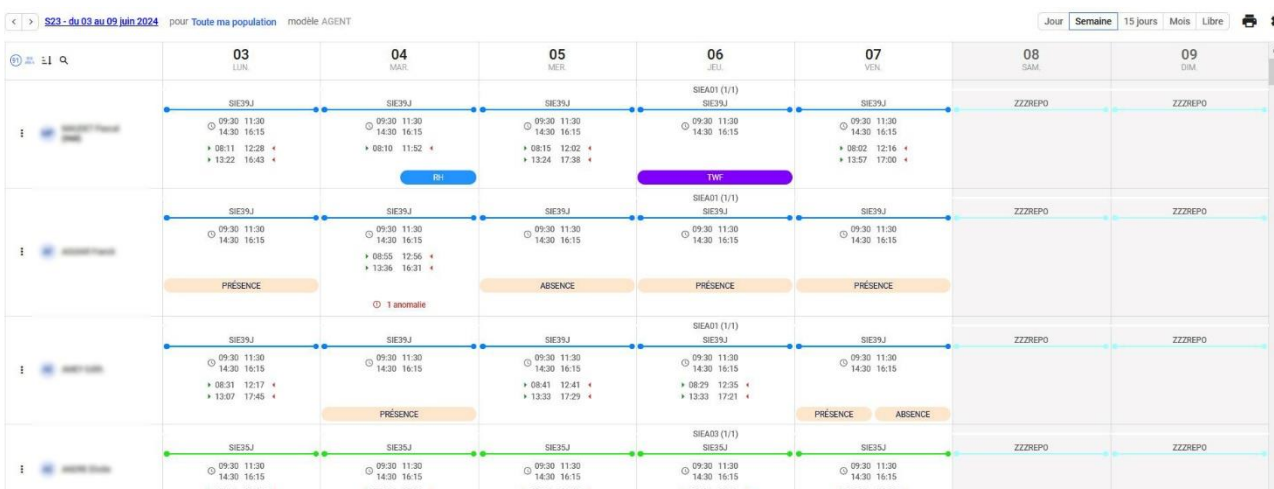 S23 - du 03 au 09 juin 2024 pour Toute ma population modèle AGENT
Jour Semaine 15 jours Mois Libre
03 04 05 06 07 08 09
LUN. MAR. MER. JEU. VEN. SAM. DIM.
SIEA01 (1/1)
SIE39J SIE39J SIE39J SIE39J SIE39J ZZZREPO ZZZREPO
09:30 11:30 09:30 11:30 09:30 11:30 09:30 11:30 09:30 11:30
14:30 16:15 14:30 16:15 14:30 16:15 14:30 16:15 14:30 16:15
08:11 12:28 08:10 11:52 08:15 12:02 08:02 12:16
13:22 16:43 13:24 17:38 13:57 17:00
RH TWF
SIEA01 (1/1)
SIE39J SIE39J SIE39J SIE39J SIE39J ZZZREPO ZZZREPO
09:30 11:30 09:30 11:30 09:30 11:30 09:30 11:30 09:30 11:30
14:30 16:15 14:30 16:15 14:30 16:15 14:30 16:15 14:30 16:15
08:55 12:56
13:36 16:31
PRÉSENCE ABSENCE PRÉSENCE PRÉSENCE
1 anomalie
SIEA01 (1/1)
SIE39J SIE39J SIE39J SIE39J SIE39J ZZZREPO ZZZREPO
09:30 11:30 09:30 11:30 09:30 11:30 09:30 11:30 09:30 11:30
14:30 16:15 14:30 16:15 14:30 16:15 14:30 16:15 14:30 16:15
08:31 12:17 08:41 12:41 08:29 12:35
13:07 17:45 13:33 17:29 13:33 17:21
PRÉSENCE PRÉSENCE ABSENCE
SIEA03 (1/1)
SIE35J SIE35J SIE35J SIE35J SIE35J ZZZREPO ZZZREPO
09:30 11:30 09:30 11:30 09:30 11:30 09:30 11:30 09:30 11:30
14:30 16:15 14:30 16:15 14:30 16:15 14:30 16:15 14:30 16:15